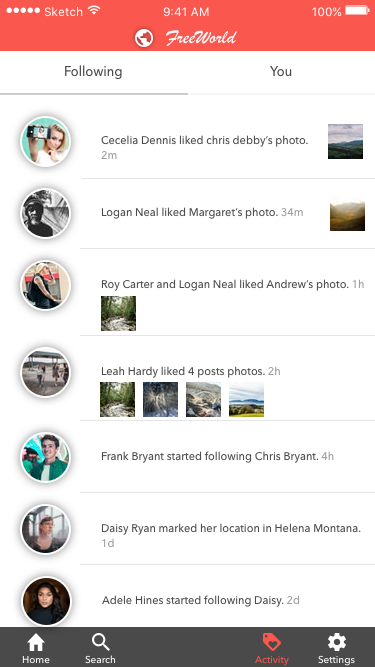 Sketch 9:41 AM 100%
FreeWorld
Following You
Cecelia Dennis liked chris debby's photo.
2m
Logan Neal liked Margaret's photo. 34m
Roy Carter and Logan Neal liked Andrew's photo. 1h
Leah Hardy liked 4 posts photos. 2h
Frank Bryant started following Chris Bryant. 4h
Daisy Ryan marked her location in Helena Montana.
1d
Adele Hines started following Daisy. 2d
Home Search Activity Settings